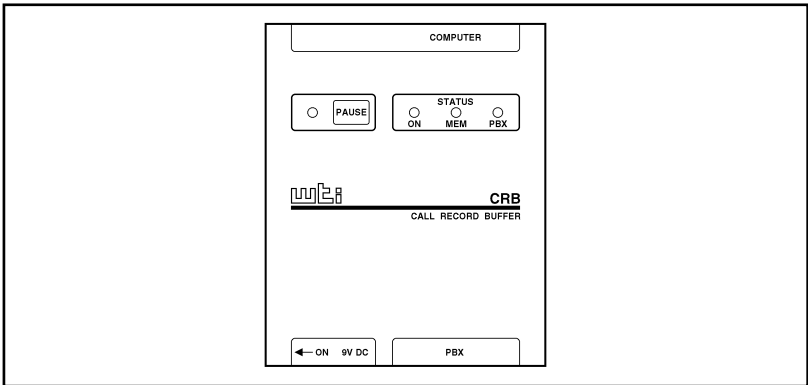 COMPUTER
PAUSE
STATUS
ON MEM PBX
wti
CRB
CALL RECORD BUFFER
ON 9V DC
PBX